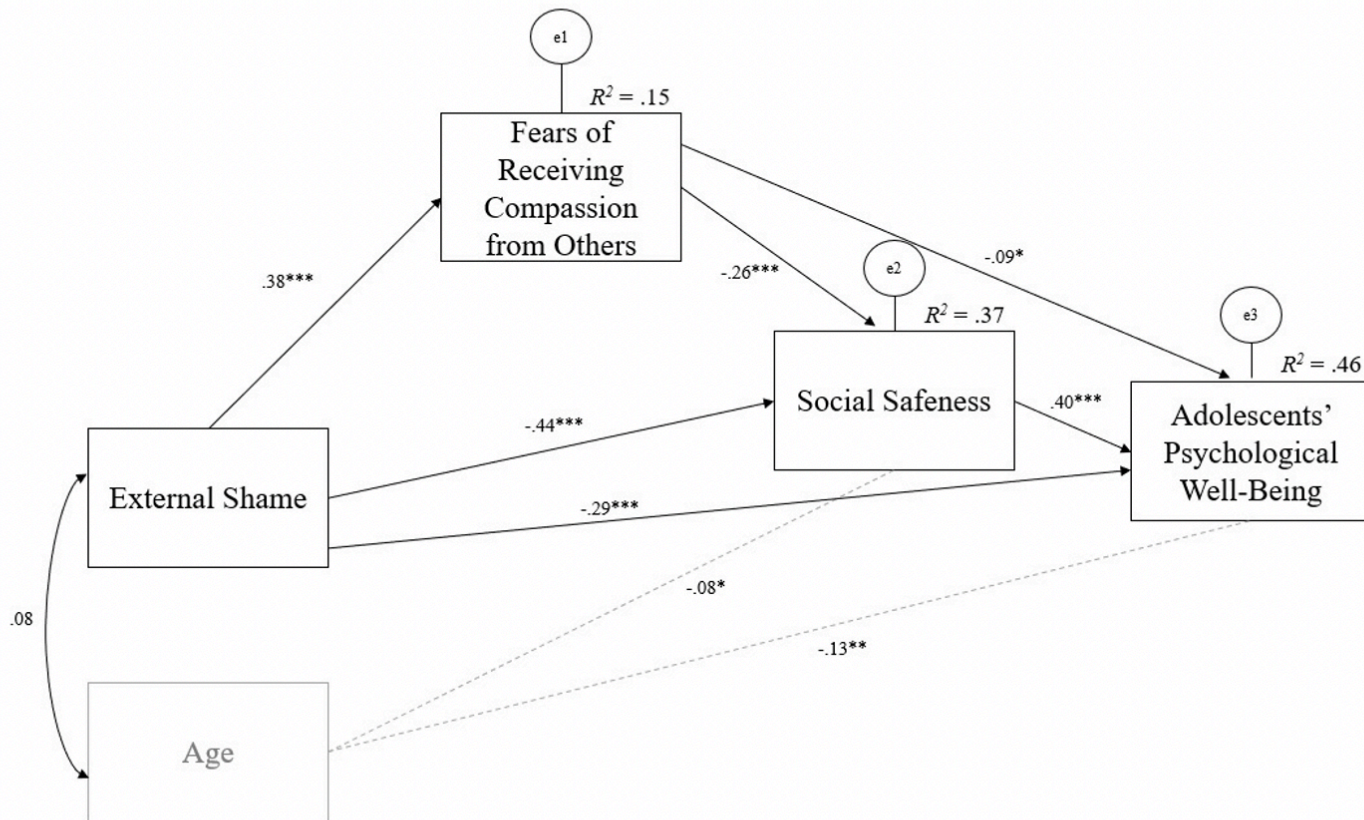 e1
R² = .15
Fears of
Receiving
Compassion
from Others
.38***
-.26***
-.09*
e2
R² = .37
e3
R² = .46
Social Safeness
.40***
Adolescents’
Psychological
Well-Being
-.44***
External Shame
-.29***
-.08*
.08
-.13**
Age